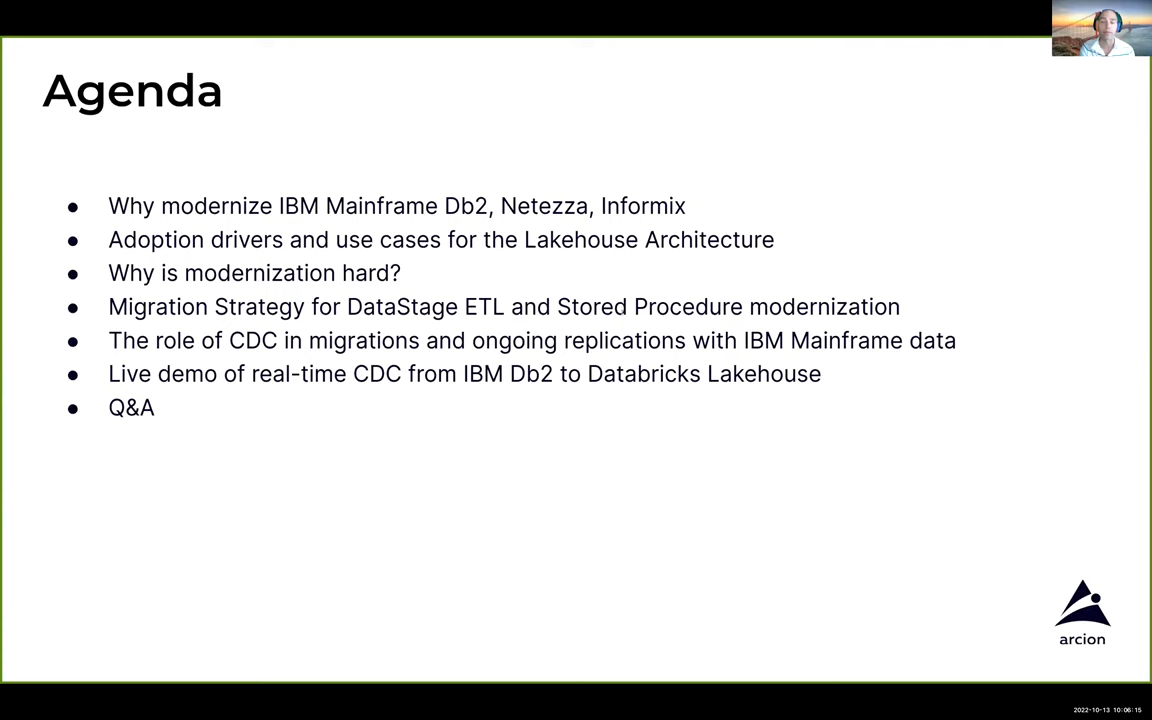 Agenda
● Why modernize IBM Mainframe Db2, Netezza, Informix
● Adoption drivers and use cases for the Lakehouse Architecture
● Why is modernization hard?
● Migration Strategy for DataStage ETL and Stored Procedure modernization
● The role of CDC in migrations and ongoing replications with IBM Mainframe data
● Live demo of real-time CDC from IBM Db2 to Databricks Lakehouse
● Q&A
arcion
2022-10-13 10:06:15